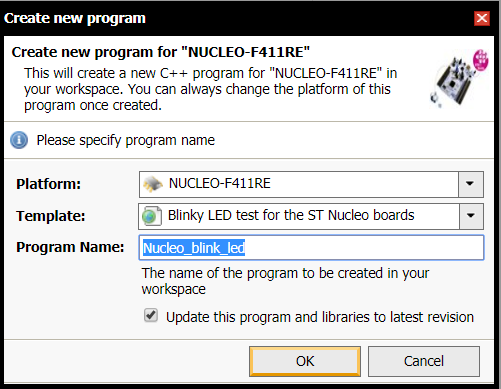 Create new program
Create new program for "NUCLEO-F411RE"
This will create a new C++ program for "NUCLEO-F411RE" in
your workspace. You can always change the platform of this
program once created.
Please specify program name
Platform: NUCLEO-F411RE
Template: Blinky LED test for the ST Nucleo boards
Program Name: Nucleo_blink_led
The name of the program to be created in your
workspace
Update this program and libraries to latest revision
OK Cancel